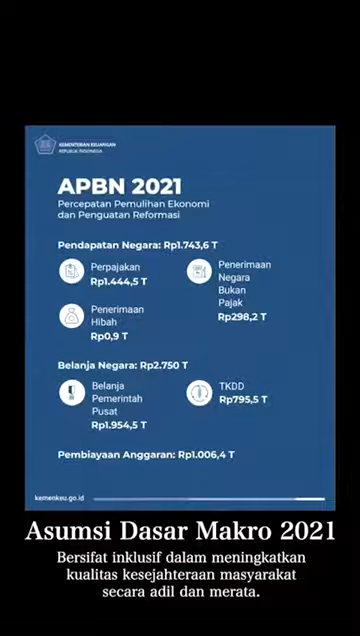 KEMENTERIAN KEUANGAN
REPUBLIK INDONESIA
APBN 2021
Percepatan Pemulihan Ekonomi
dan Penguatan Reformasi
Pendapatan Negara: Rp1.743,6 T
Perpajakan
Rp1.444,5 T
Penerimaan
Negara
Bukan
Pajak
Rp298,2 T
Penerimaan
Hibah
Rp0,9 T
Belanja Negara: Rp2.750 T
Belanja
Pemerintah
Pusat
Rp1.954,5 T
TKDD
Rp795,5 T
Pembiayaan Anggaran: Rp1.006,4 T
kemenkeu.go.id
Asumsi Dasar Makro 2021
Bersifat inklusif dalam meningkatkan
kualitas kesejahteraan masyarakat
secara adil dan merata.